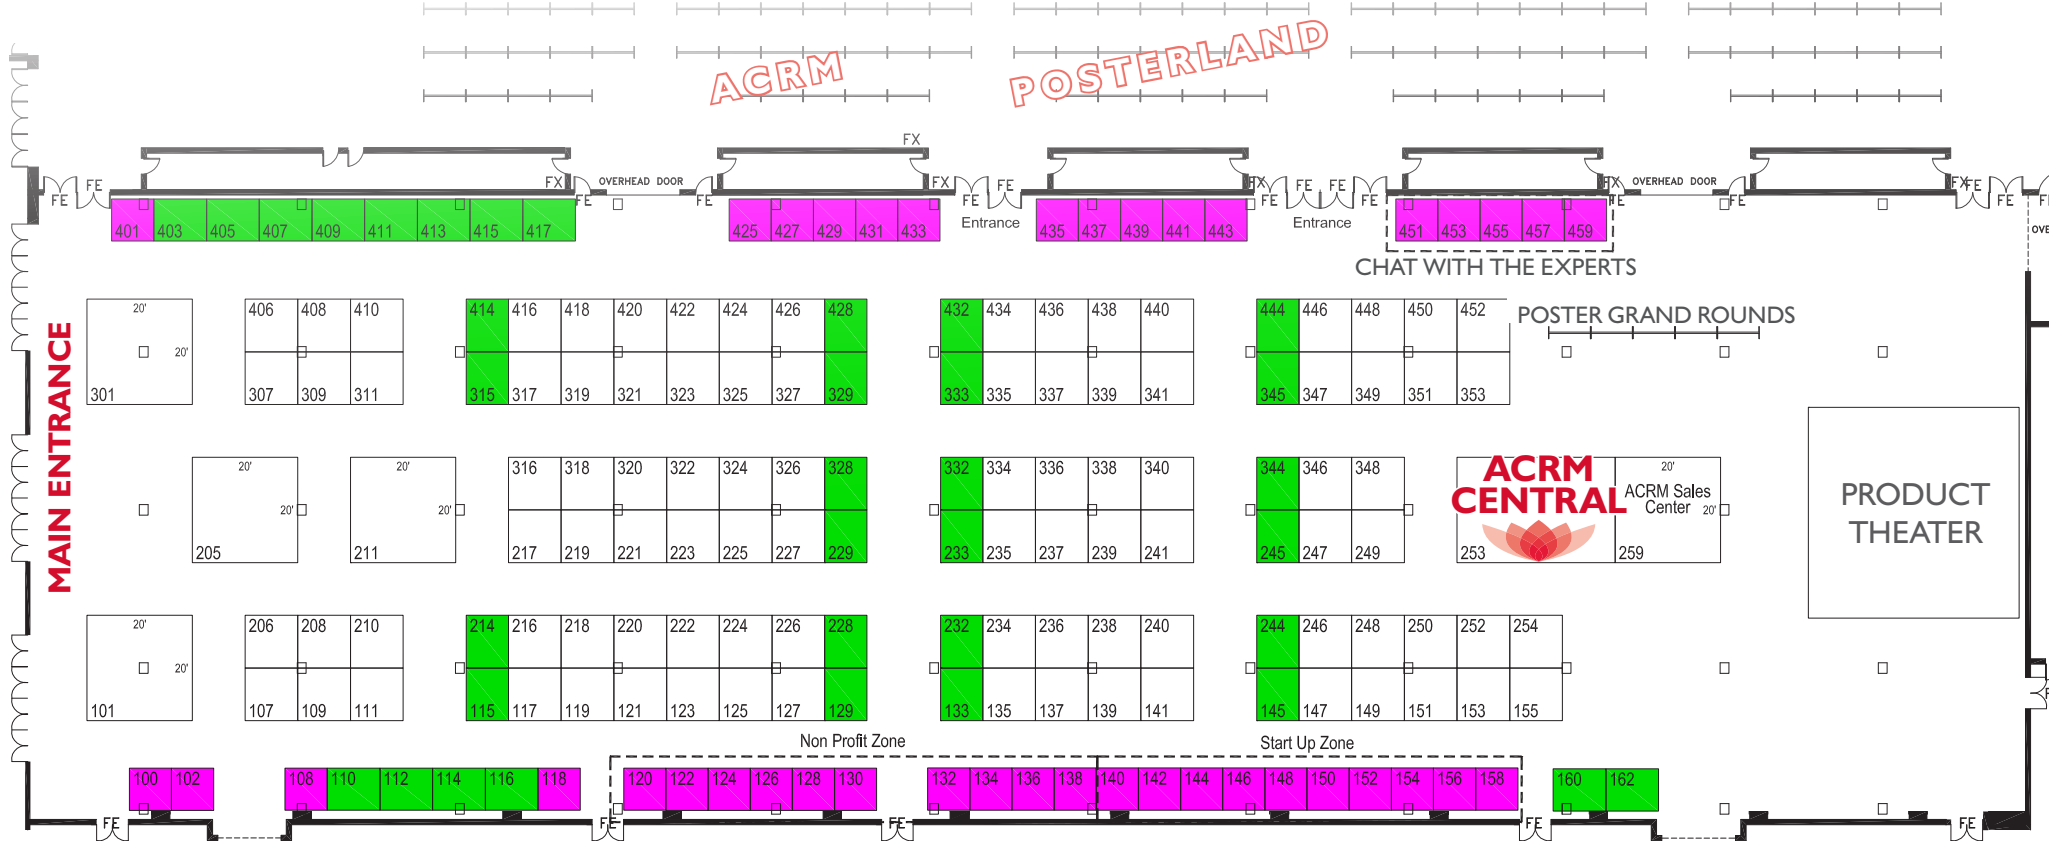 ACRM POSTERLAND
FX
FE FE FX OVERHEAD DOOR FE FE FX FE FE FX FE FE FE FX OVERHEAD DOOR FE FE FX FE FE FE
401 403 405 407 409 411 413 415 417 425 427 429 431 433 Entrance 435 437 439 441 443 Entrance 451 453 455 457 459
OVE
CHAT WITH THE EXPERTS
20' 406 408 410 414 416 418 420 422 424 426 428 432 434 436 438 440 444 446 448 450 452
POSTER GRAND ROUNDS
20'
301 307 309 311 315 317 319 321 323 325 327 329 333 335 337 339 341 345 347 349 351 353
MAIN ENTRANCE
20' 20' 316 318 320 322 324 326 328 332 334 336 338 340 344 346 348
ACRM
CENTRAL
20'
ACRM Sales
Center 20'
PRODUCT
THEATER
20' 20'
205 211 217 219 221 223 225 227 229 233 235 237 239 241 245 247 249 253 259
20' 206 208 210 214 216 218 220 222 224 226 228 232 234 236 238 240 244 246 248 250 252 254
20'
101 107 109 111 115 117 119 121 123 125 127 129 133 135 137 139 141 145 147 149 151 153 155
Non Profit Zone Start Up Zone
100 102 108 110 112 114 116 118 120 122 124 126 128 130 132 134 136 138 140 142 144 146 148 150 152 154 156 158 160 162
FE FE FE FE FE